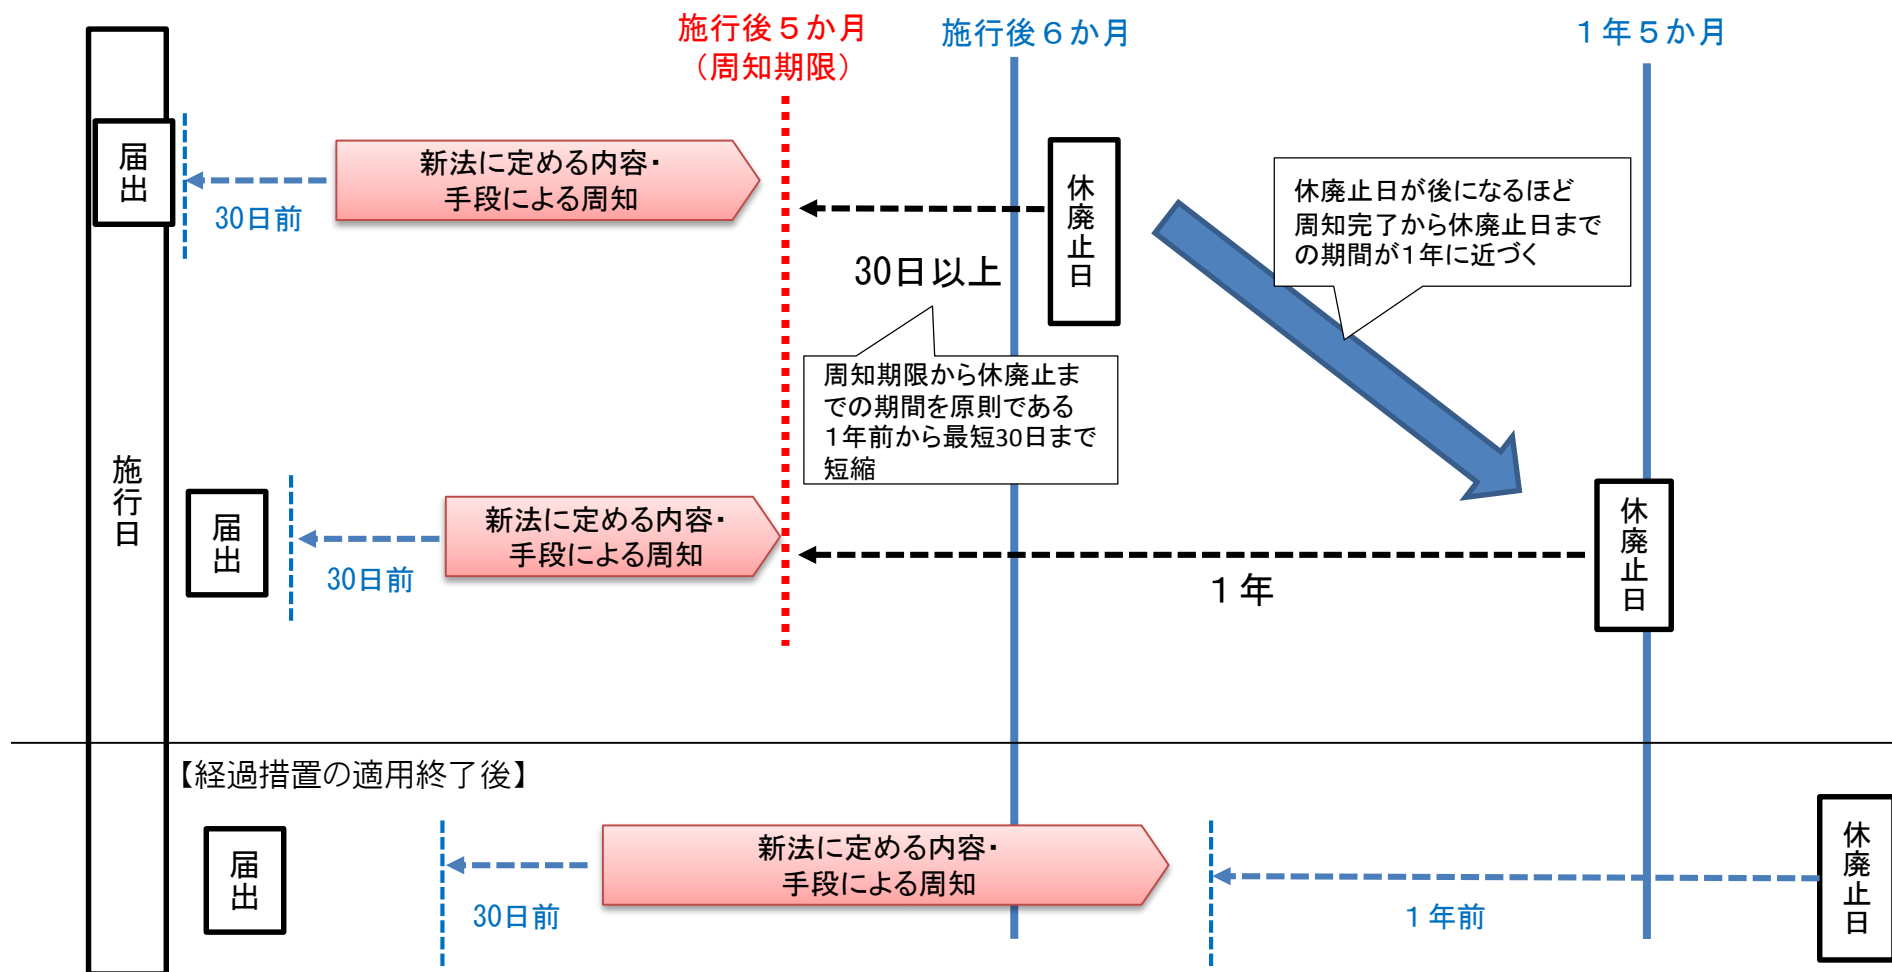 施行後５か月
（周知期限）
施行後６か月
１年５か月
施行日
届出
30日前
新法に定める内容・
手段による周知
30日以上
休廃止日
休廃止日が後になるほど
周知完了から休廃止日まで
の期間が１年に近づく
周知期限から休廃止ま
での期間を原則である
１年前から最短30日まで
短縮
届出
30日前
新法に定める内容・
手段による周知
１年
休廃止日
【経過措置の適用終了後】
届出
30日前
新法に定める内容・
手段による周知
１年前
休廃止日